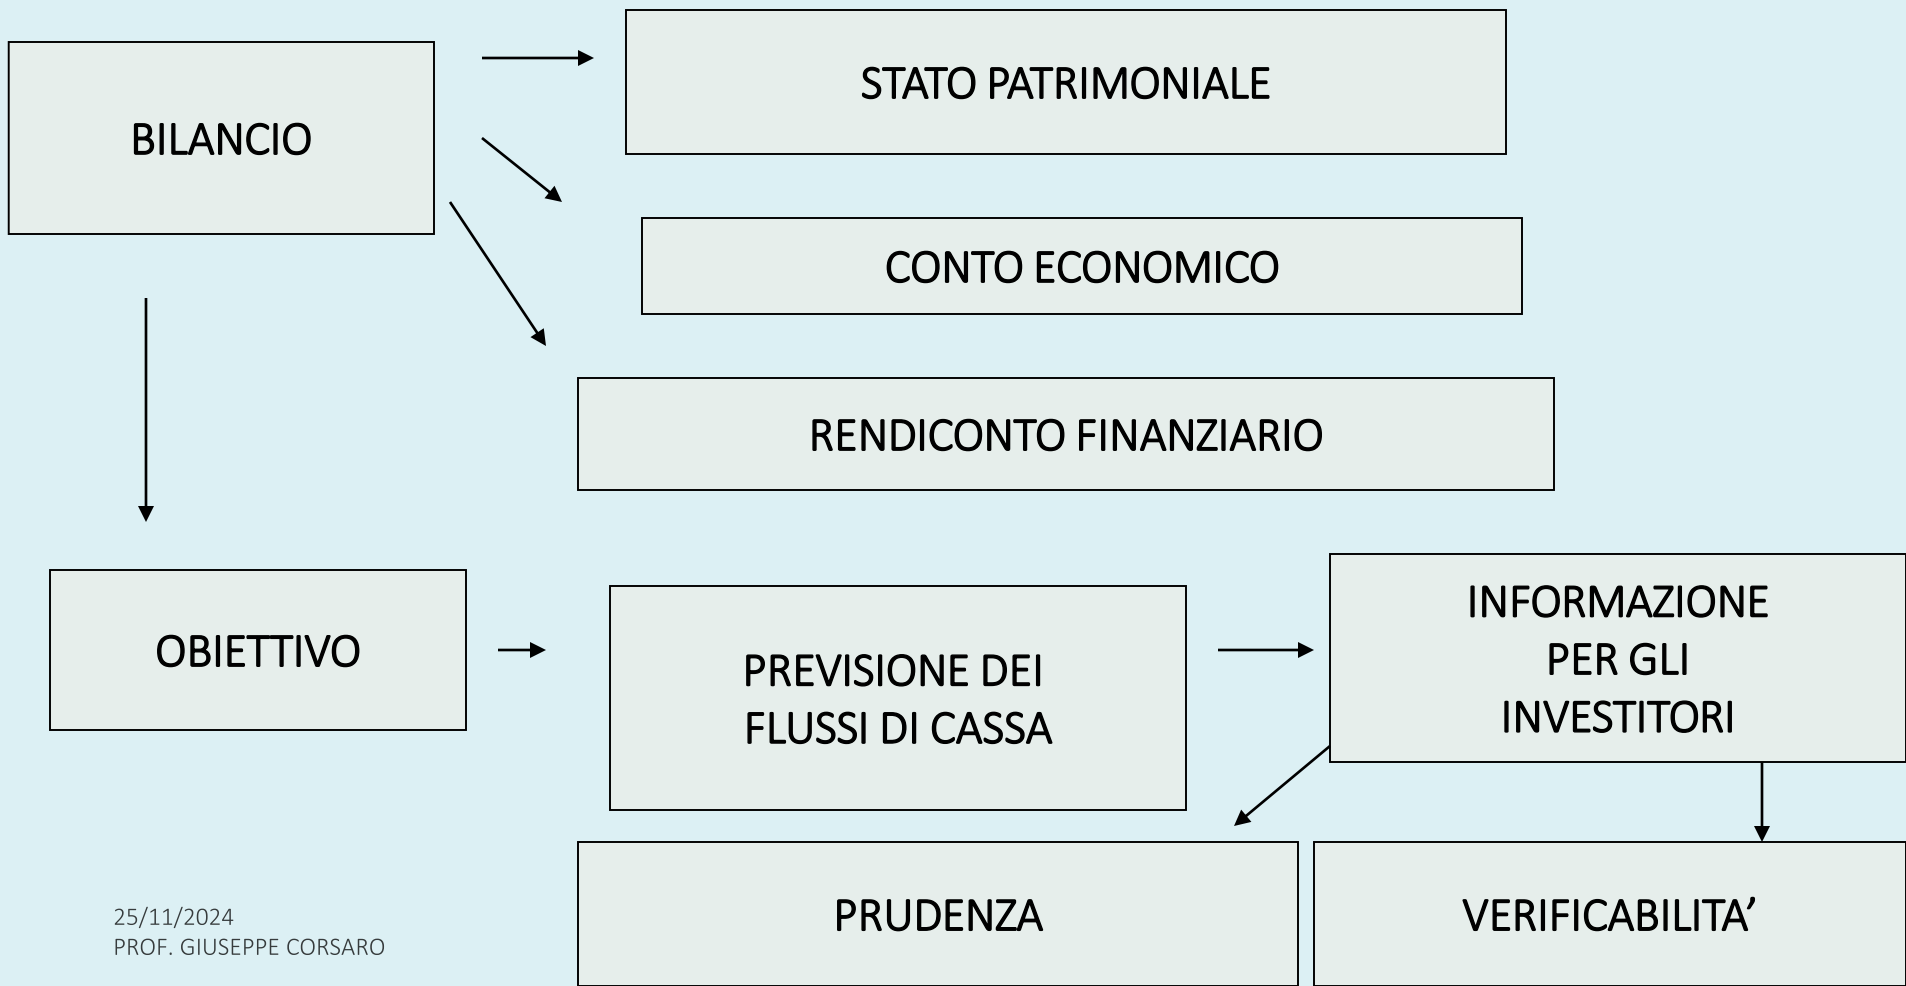 BILANCIO
STATO PATRIMONIALE
CONTO ECONOMICO
RENDICONTO FINANZIARIO
OBIETTIVO
PREVISIONE DEI
FLUSSI DI CASSA
INFORMAZIONE
PER GLI
INVESTITORI
PRUDENZA
VERIFICABILITA’
25/11/2024
PROF. GIUSEPPE CORSARO